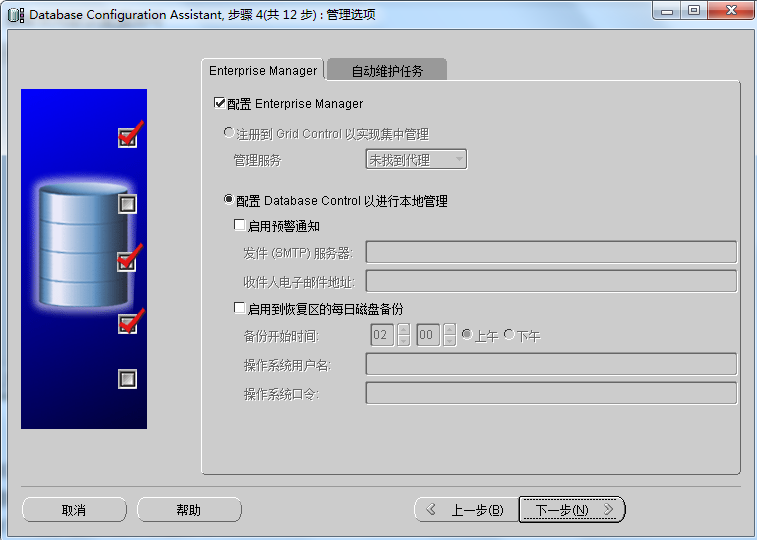 Database Configuration Assistant, 步骤 4(共 12 步) : 管理选项
Enterprise Manager
自动维护任务
配置 Enterprise Manager
注册到 Grid Control 以实现集中管理
管理服务
未找到代理
配置 Database Control 以进行本地管理
启用预警通知
发件 (SMTP) 服务器:
收件人电子邮件地址:
启用到恢复区的每日磁盘备份
备份开始时间: 02 00 上午 下午
操作系统用户名:
操作系统口令:
取消
帮助
上一步(B)
下一步(N)